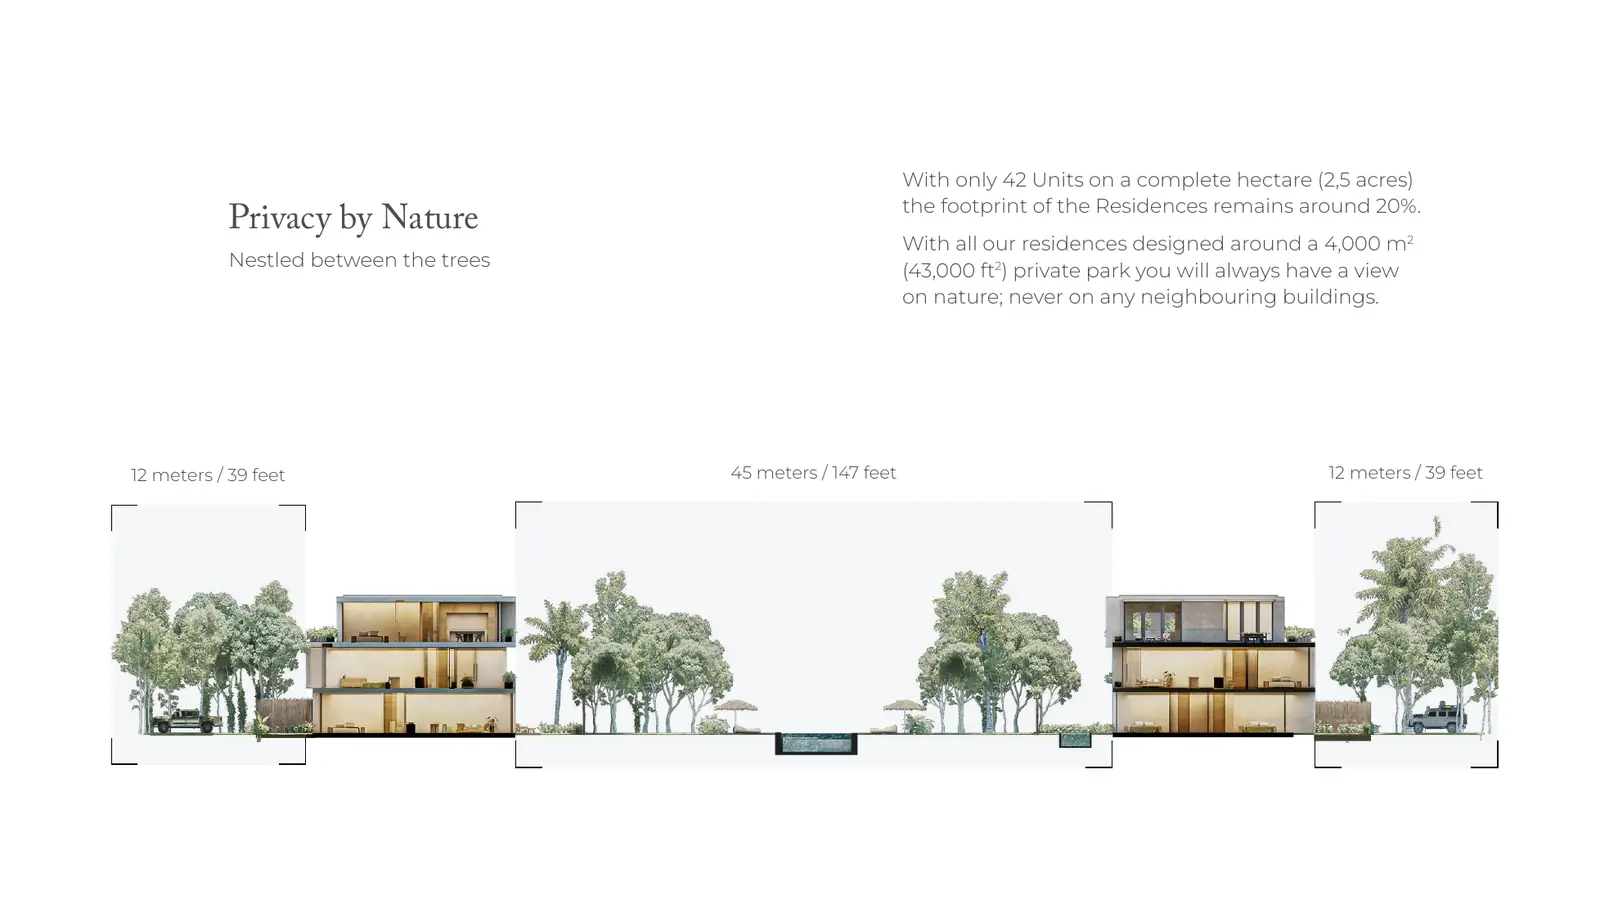 Privacy by Nature
Nestled between the trees
With only 42 Units on a complete hectare (2,5 acres)
the footprint of the Residences remains around 20%.
With all our residences designed around a 4,000 m²
(43,000 ft²) private park you will always have a view
on nature; never on any neighbouring buildings.
12 meters / 39 feet
45 meters / 147 feet
12 meters / 39 feet